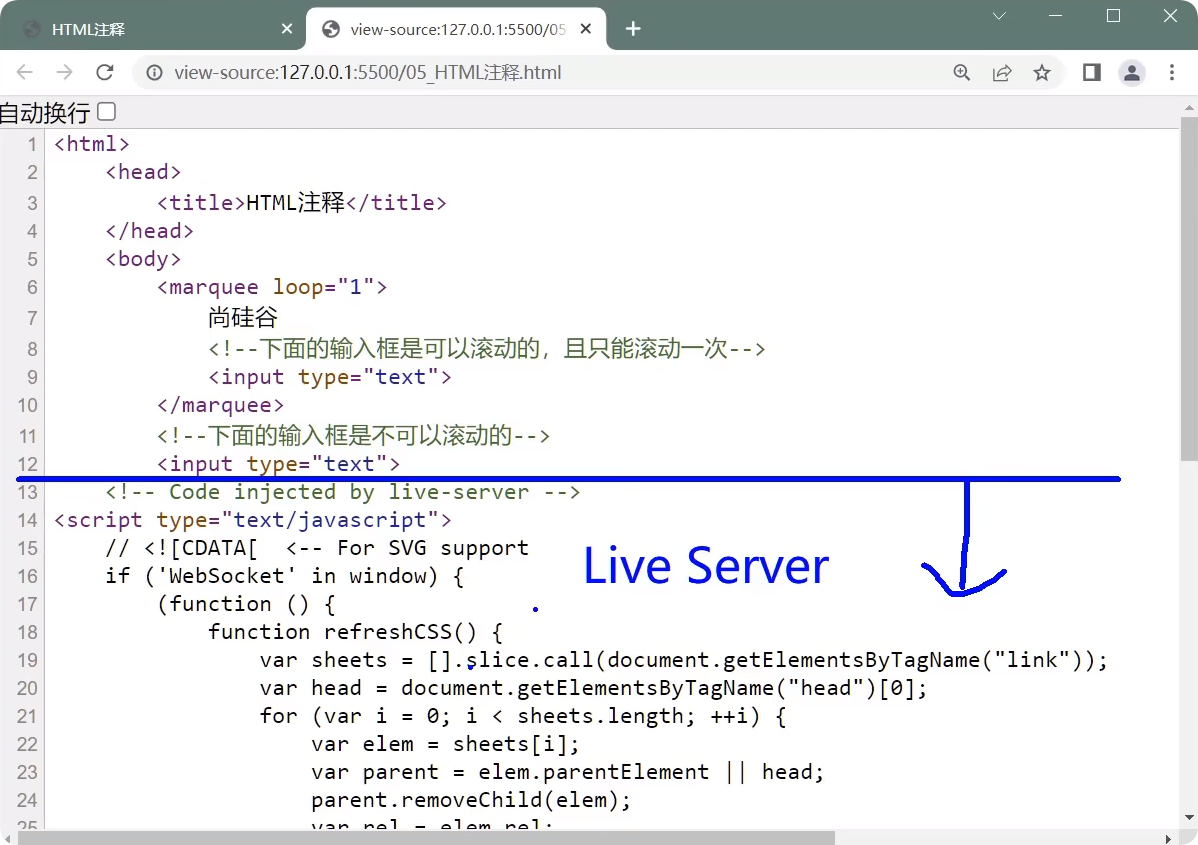 HTML注释
view-source:127.0.0.1:5500/05
view-source:127.0.0.1:5500/05_HTML注释.html
自动换行
1 <html>
2 <head>
3 <title>HTML注释</title>
4 </head>
5 <body>
6 <marquee loop="1">
7 尚硅谷
8 <!--下面的输入框是可以滚动的，且只能滚动一次-->
9 <input type="text">
10 </marquee>
11 <!--下面的输入框是不可以滚动的-->
12 <input type="text">
13 <!-- Code injected by live-server -->
14 <script type="text/javascript">
15 // <![CDATA[  <-- For SVG support
16 if ('WebSocket' in window) {
17 (function () {
18 function refreshCSS() {
19 var sheets = [].slice.call(document.getElementsByTagName("link"));
20 var head = document.getElementsByTagName("head")[0];
21 for (var i = 0; i < sheets.length; ++i) {
22 var elem = sheets[i];
23 var parent = elem.parentElement || head;
24 parent.removeChild(elem);
25 var rel = elem.rel;
Live Server